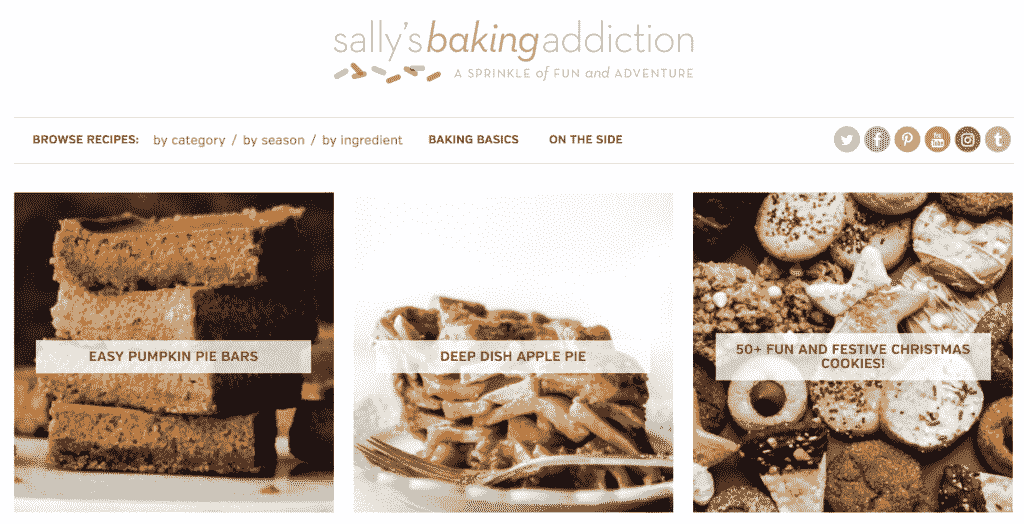 sally's baking addiction
A SPRINKLE of FUN and ADVENTURE
BROWSE RECIPES: by category / by season / by ingredient BAKING BASICS ON THE SIDE
EASY PUMPKIN PIE BARS
DEEP DISH APPLE PIE
50+ FUN AND FESTIVE CHRISTMAS
COOKIES!